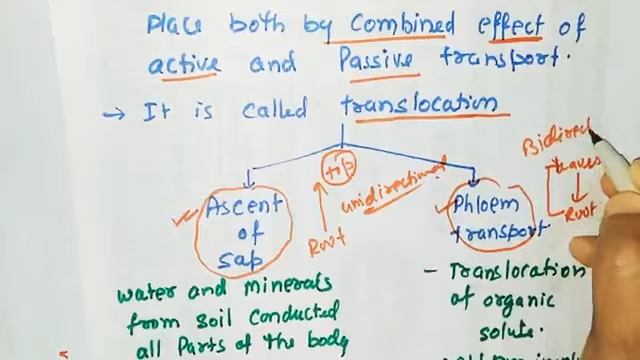 Place both by combined effect of
active and Passive transport.
→ It is called translocation
top
unidirectional
Root
Bidirect
leaves
Root
Ascent
of
sap
Phloem
transport
water and minerals
from soil conducted
all Parts of the body
- Translocation
of organic
solute.